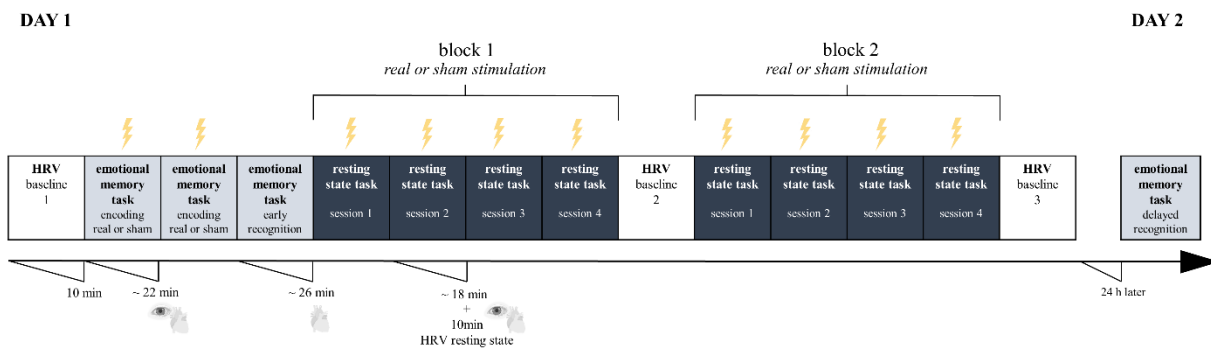 DAY 1
DAY 2
block 1
real or sham stimulation
block 2
real or sham stimulation
HRV
baseline
1
emotional
memory
task
encoding
real or sham
emotional
memory
task
encoding
real or sham
emotional
memory
task
early
recognition
resting
state task
session 1
resting
state task
session 2
resting
state task
session 3
resting
state task
session 4
HRV
baseline
2
resting
state task
session 1
resting
state task
session 2
resting
state task
session 3
resting
state task
session 4
HRV
baseline
3
emotional
memory
task
delayed
recognition
10 min
~ 22 min
~ 26 min
~ 18 min
+
10min
HRV resting state
24 h later